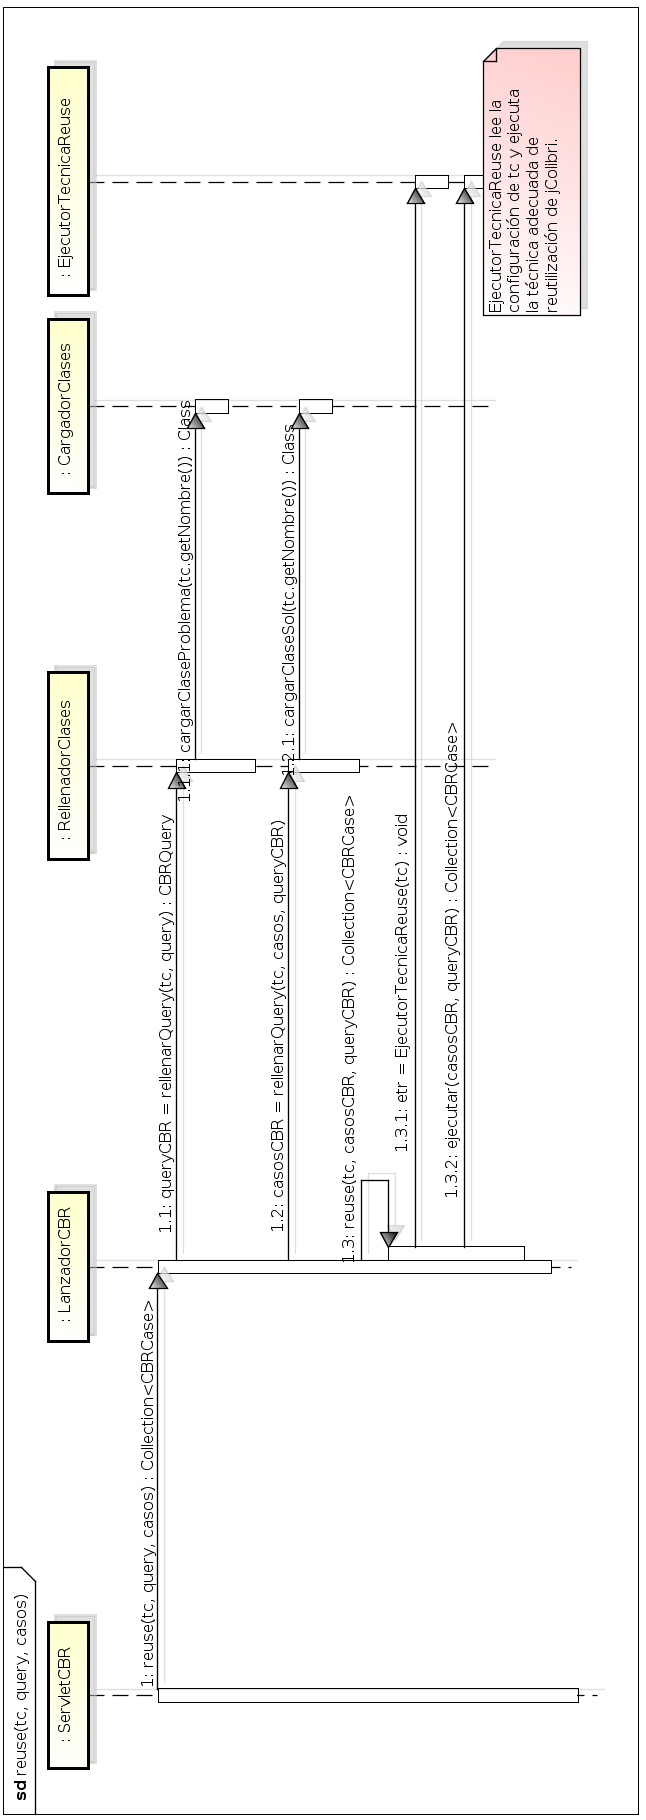 sd reuse(tc, query, casos)
: ServletCBR
: LanzadorCBR
: RellenadorClases
: CargadorClases
: EjecutorTecnicaReuse
1: reuse(tc, query, casos) : Collection<CBRCase>
1.1: queryCBR = rellenarQuery(tc, query) : CBRQuery
1.1.1: cargarClaseProblema(tc.getNombre()) : Class
1.2: casosCBR = rellenarQuery(tc, casos, queryCBR)
1.2.1: cargarClaseSol(tc.getNombre()) : Class
1.3: reuse(tc, casosCBR, queryCBR) : Collection<CBRCase>
1.3.1: etr = EjecutorTecnicaReuse(tc) : void
1.3.2: ejecutar(casosCBR, queryCBR) : Collection<CBRCase>
EjecutorTecnicaReuse lee la
configuración de tc y ejecuta
la técnica adecuada de
reutilización de jColibri.